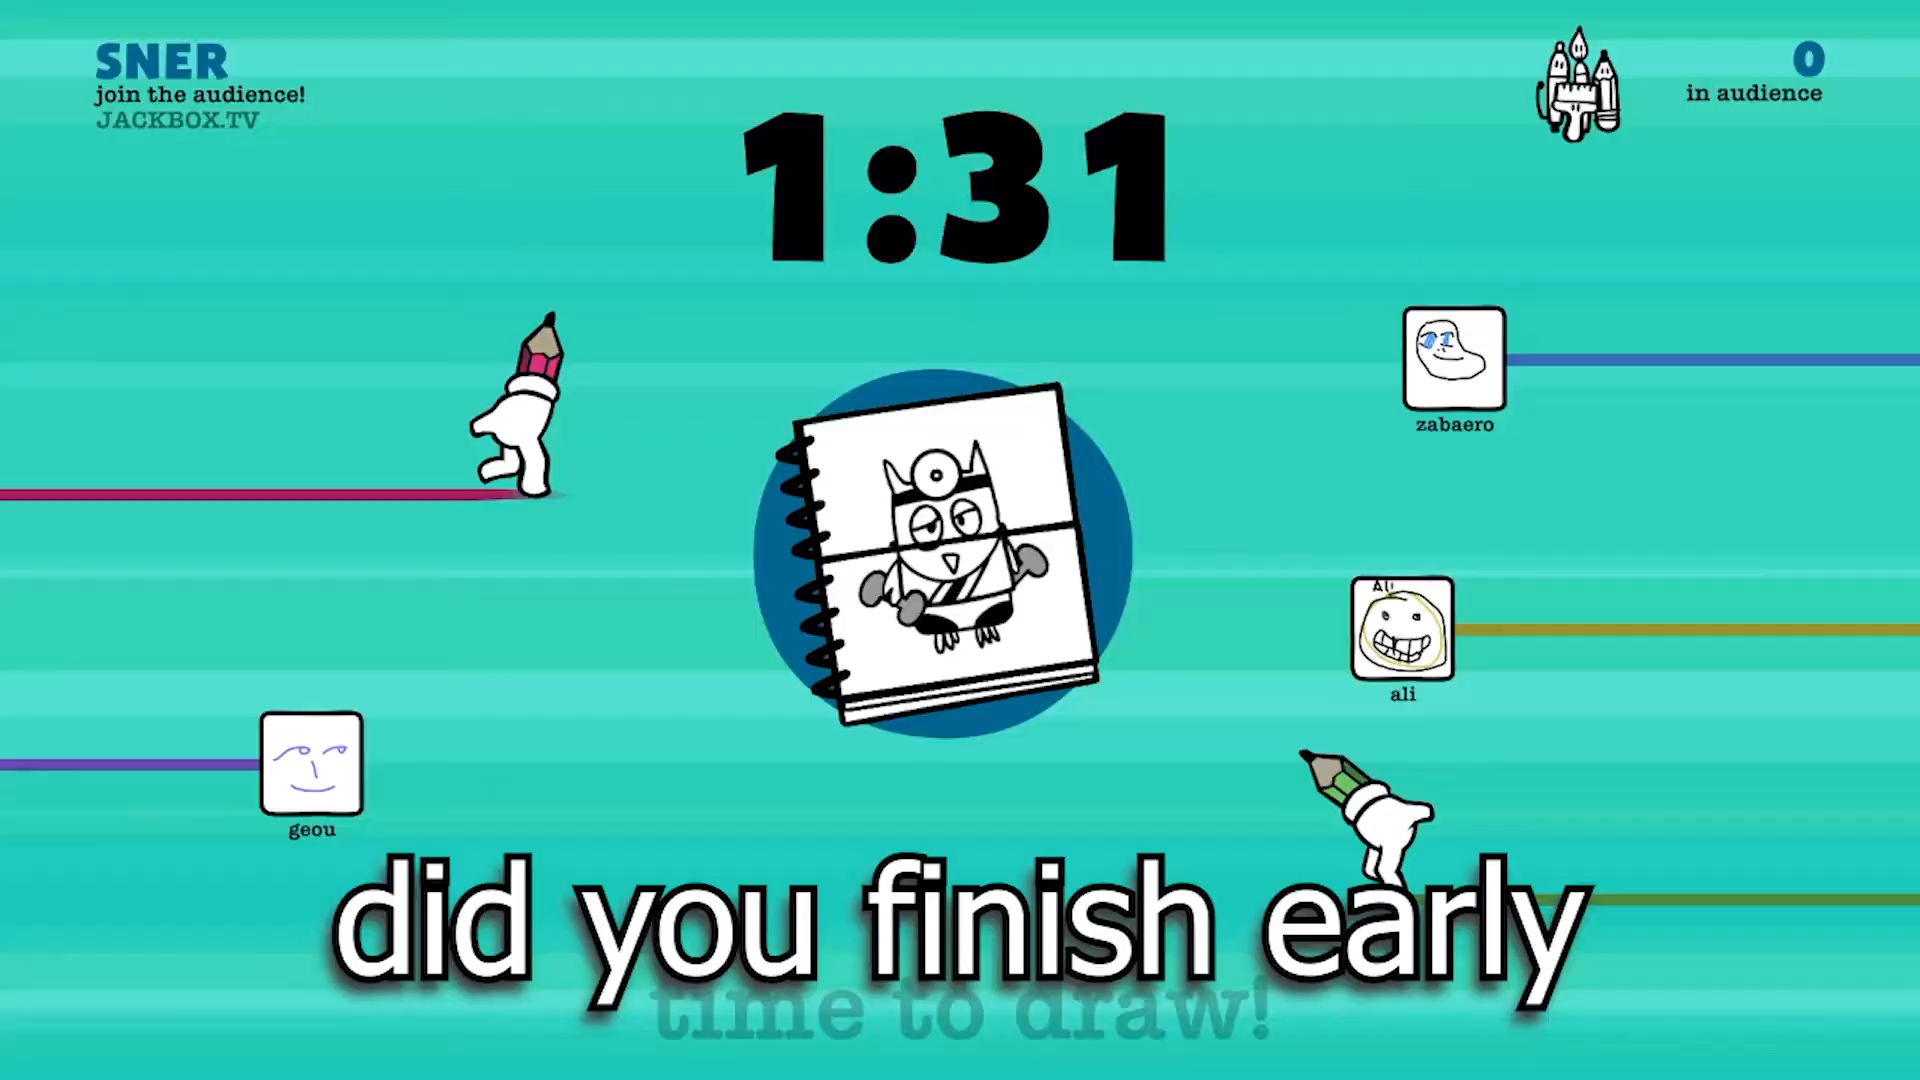 SNER
join the audience!
JACKBOX.TV
0
in audience
1:31
zabaero
Ali
ali
geou
did you finish early
time to draw!